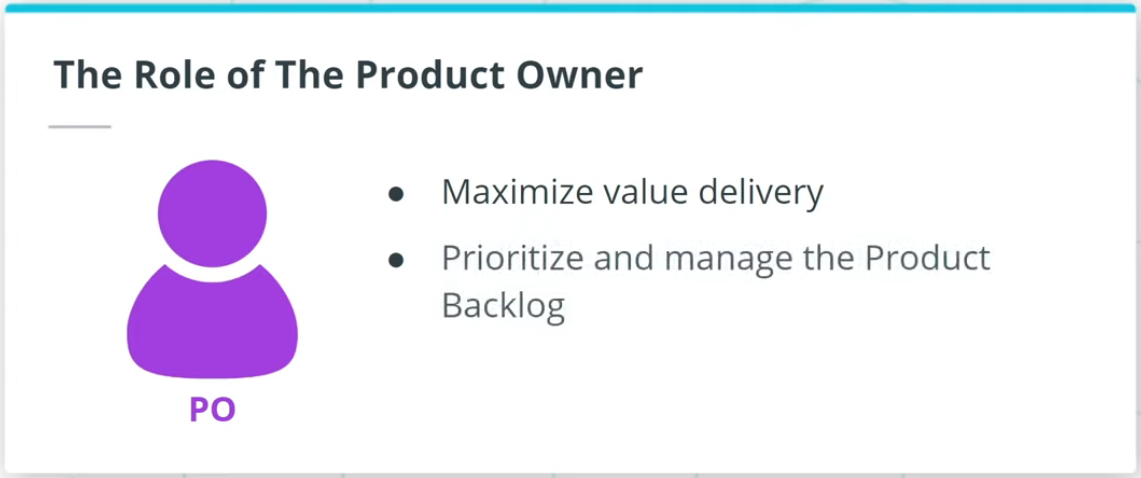 The Role of The Product Owner
● Maximize value delivery
● Prioritize and manage the Product
Backlog
PO